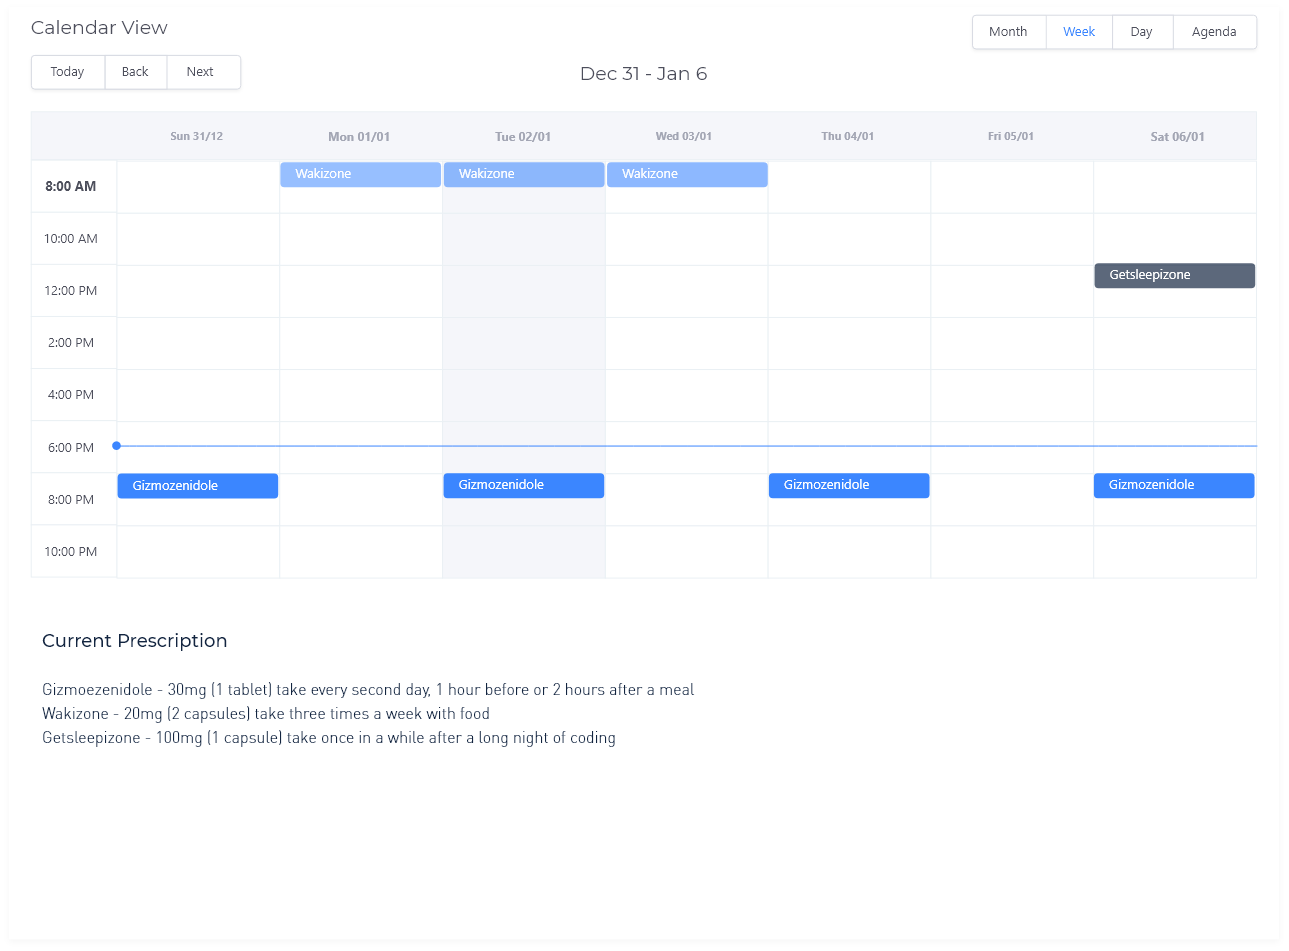 Calendar View
Month Week Day Agenda
Today Back Next
Dec 31 - Jan 6
Sun 31/12 Mon 01/01 Tue 02/01 Wed 03/01 Thu 04/01 Fri 05/01 Sat 06/01
8:00 AM Wakizone Wakizone Wakizone
10:00 AM
Getsleepizone
12:00 PM
2:00 PM
4:00 PM
6:00 PM
Gizmozenidole Gizmozenidole Gizmozenidole Gizmozenidole
8:00 PM
10:00 PM
Current Prescription
Gizmoezenidole - 30mg (1 tablet) take every second day, 1 hour before or 2 hours after a meal
Wakizone - 20mg (2 capsules) take three times a week with food
Getsleepizone - 100mg (1 capsule) take once in a while after a long night of coding